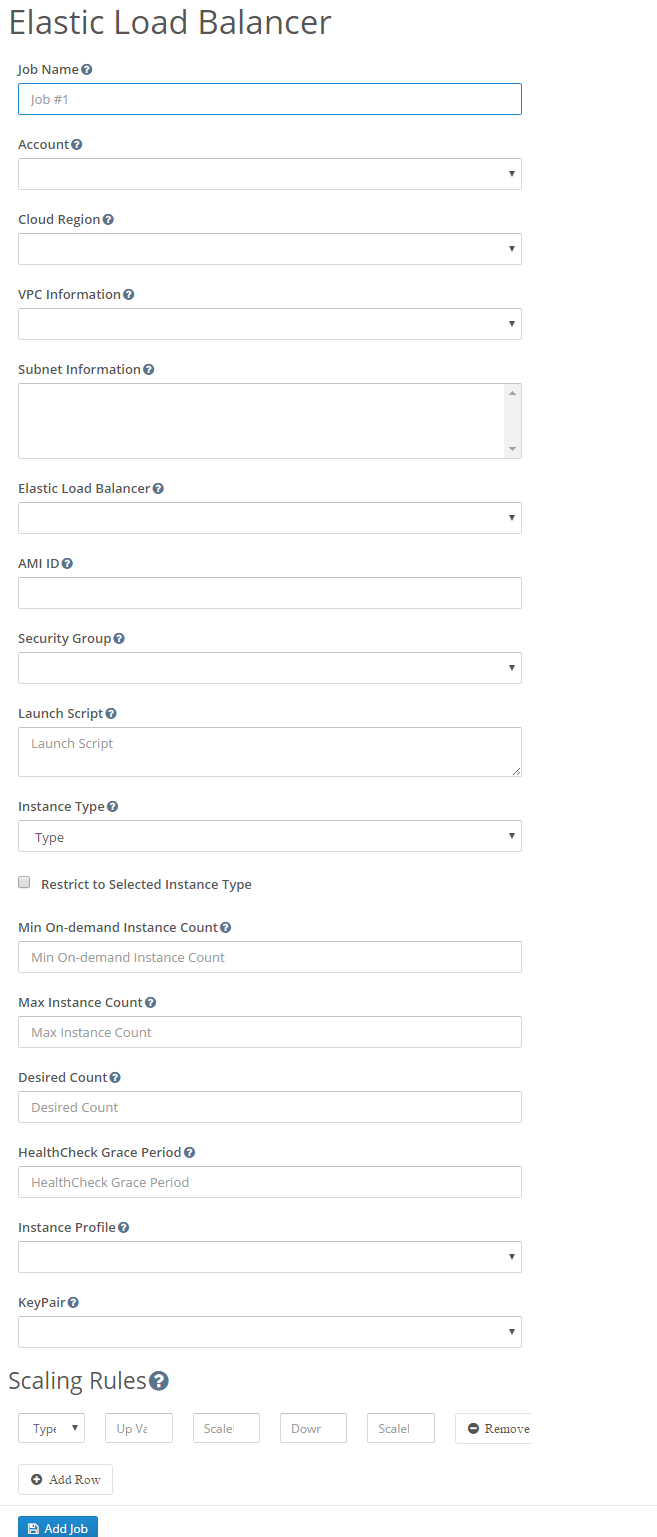 Elastic Load Balancer
Job Name
Job #1
Account
Cloud Region
VPC Information
Subnet Information
Elastic Load Balancer
AMI ID
Security Group
Launch Script
Launch Script
Instance Type
Type
Restrict to Selected Instance Type
Min On-demand Instance Count
Min On-demand Instance Count
Max Instance Count
Max Instance Count
Desired Count
Desired Count
HealthCheck Grace Period
HealthCheck Grace Period
Instance Profile
KeyPair
Scaling Rules
Type Up Va Scalel Dowr Scalel Remove
Add Row
Add Job